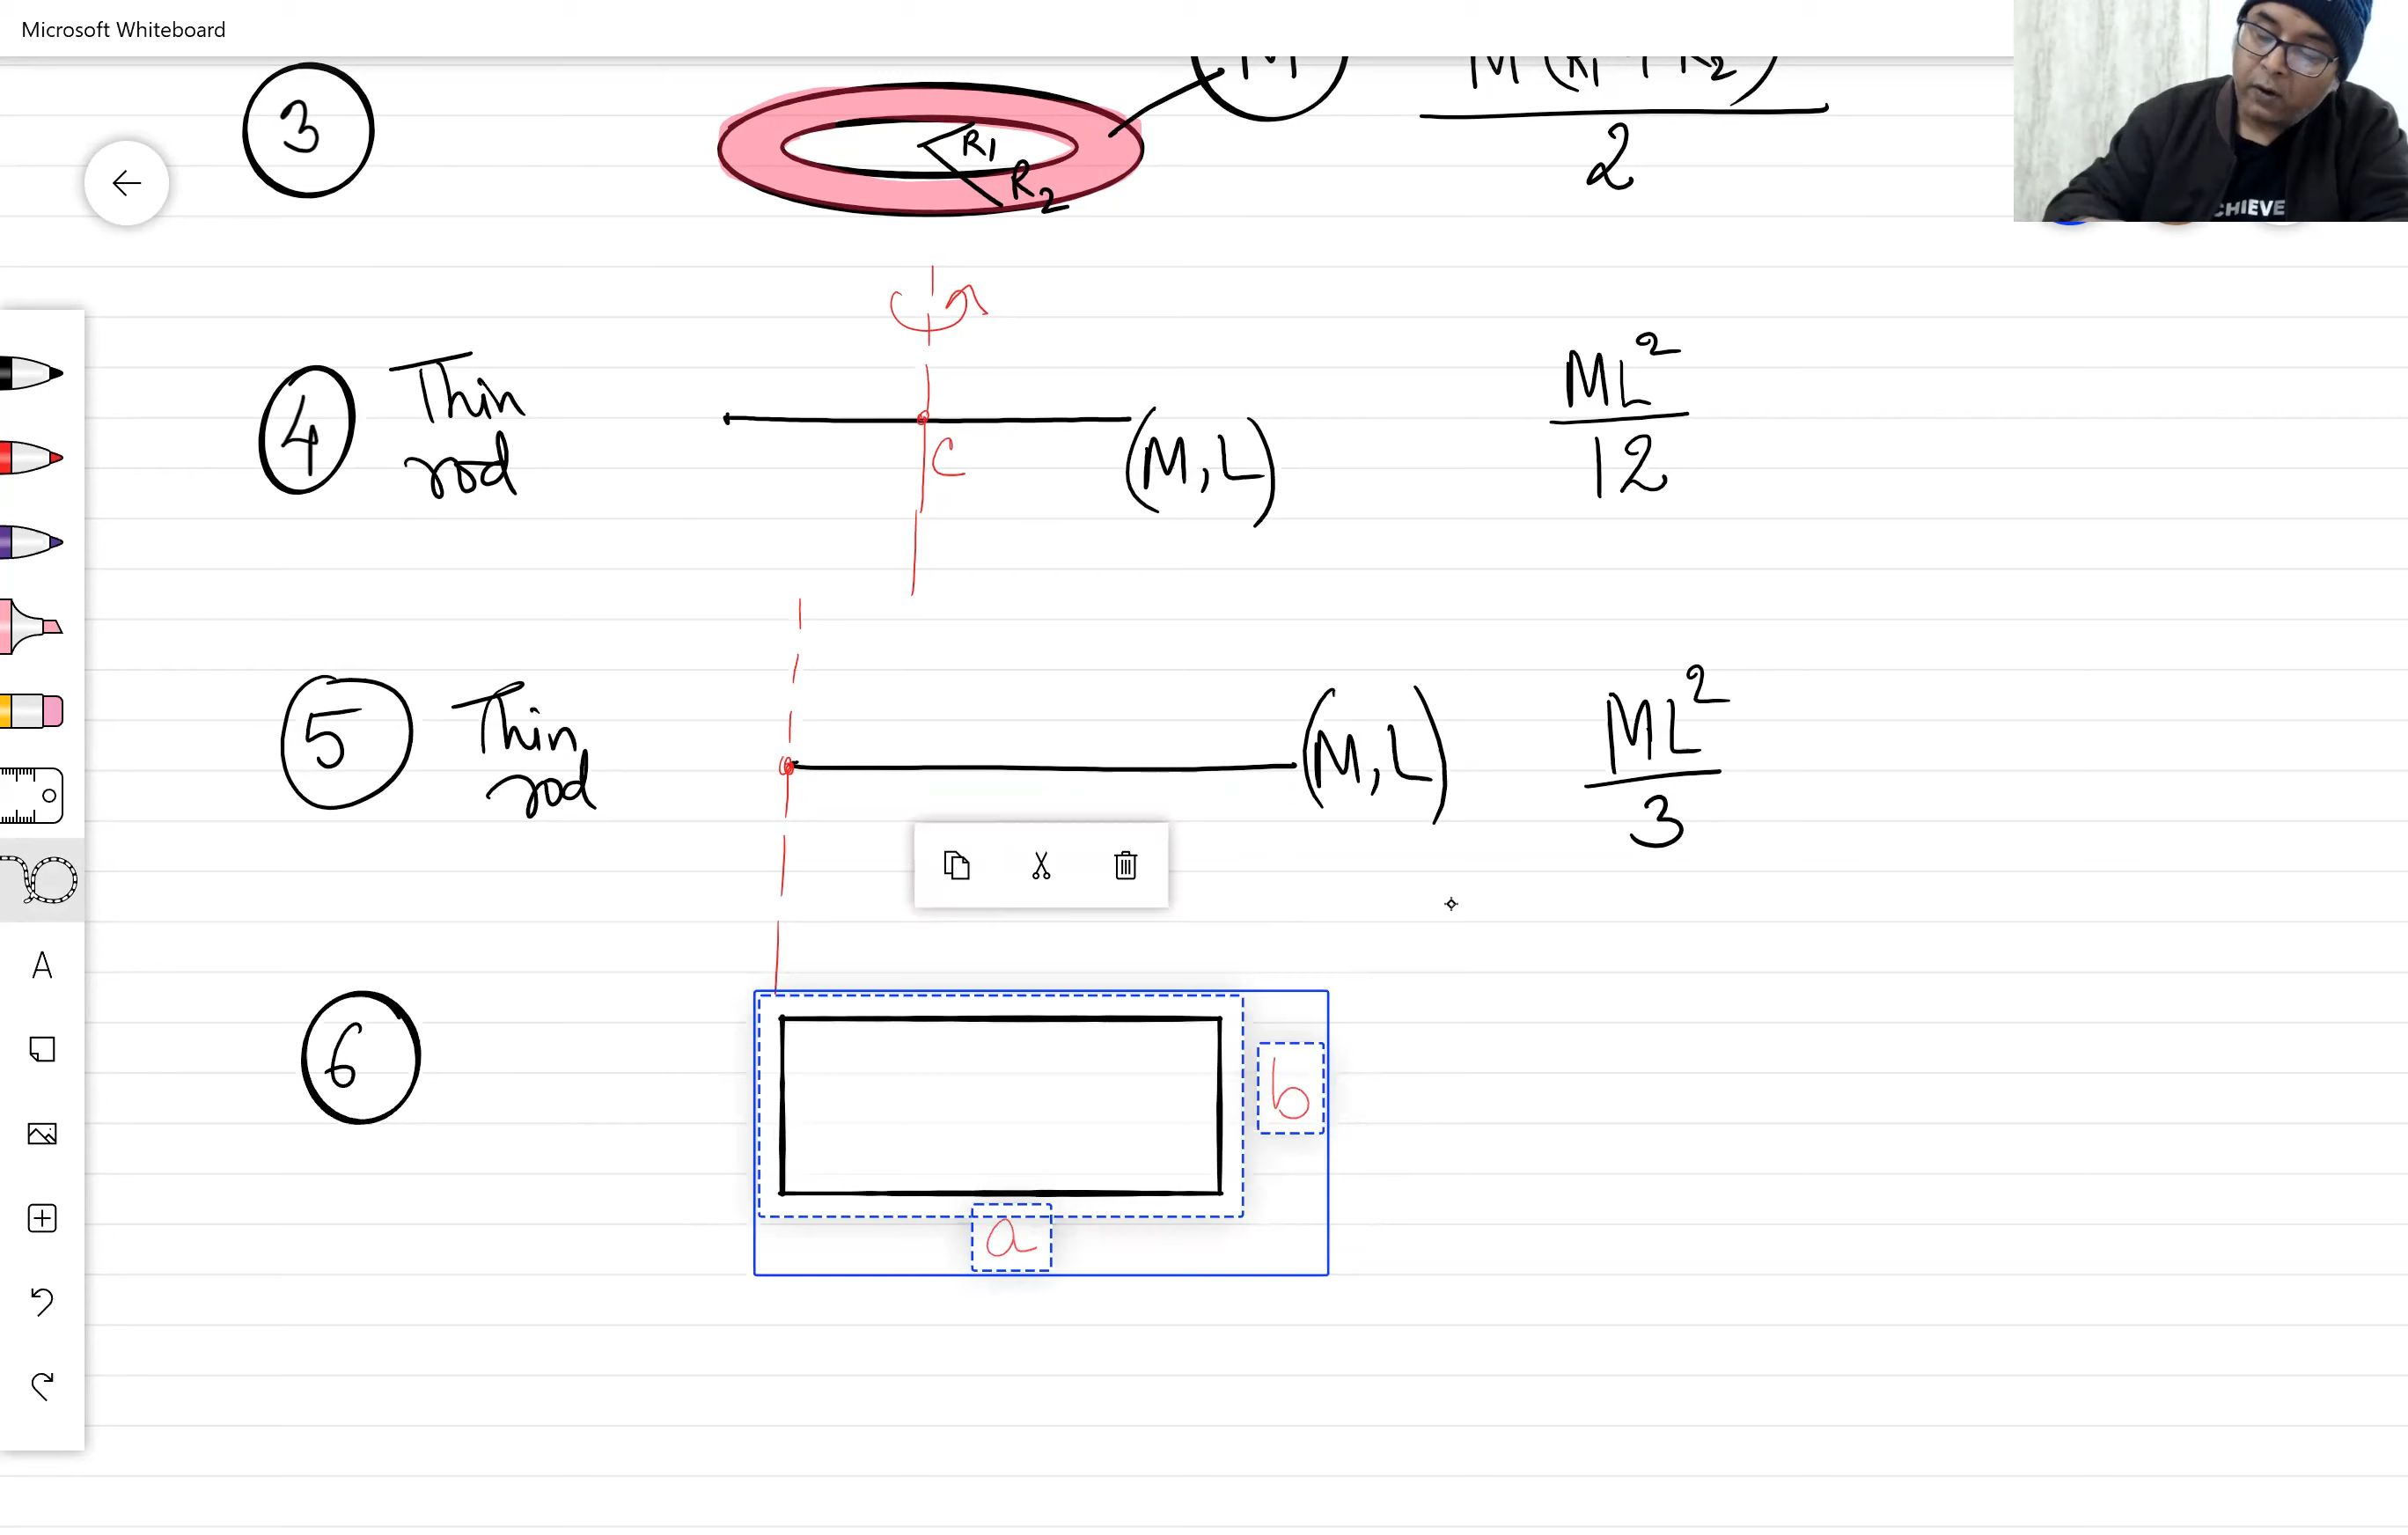 Microsoft Whiteboard
3
R1
R2
2
CHIEVE
4 Thin rod
C
(M, L)
ML²
12
5 Thin rod
(M, L)
ML²
3
A
6
b
a